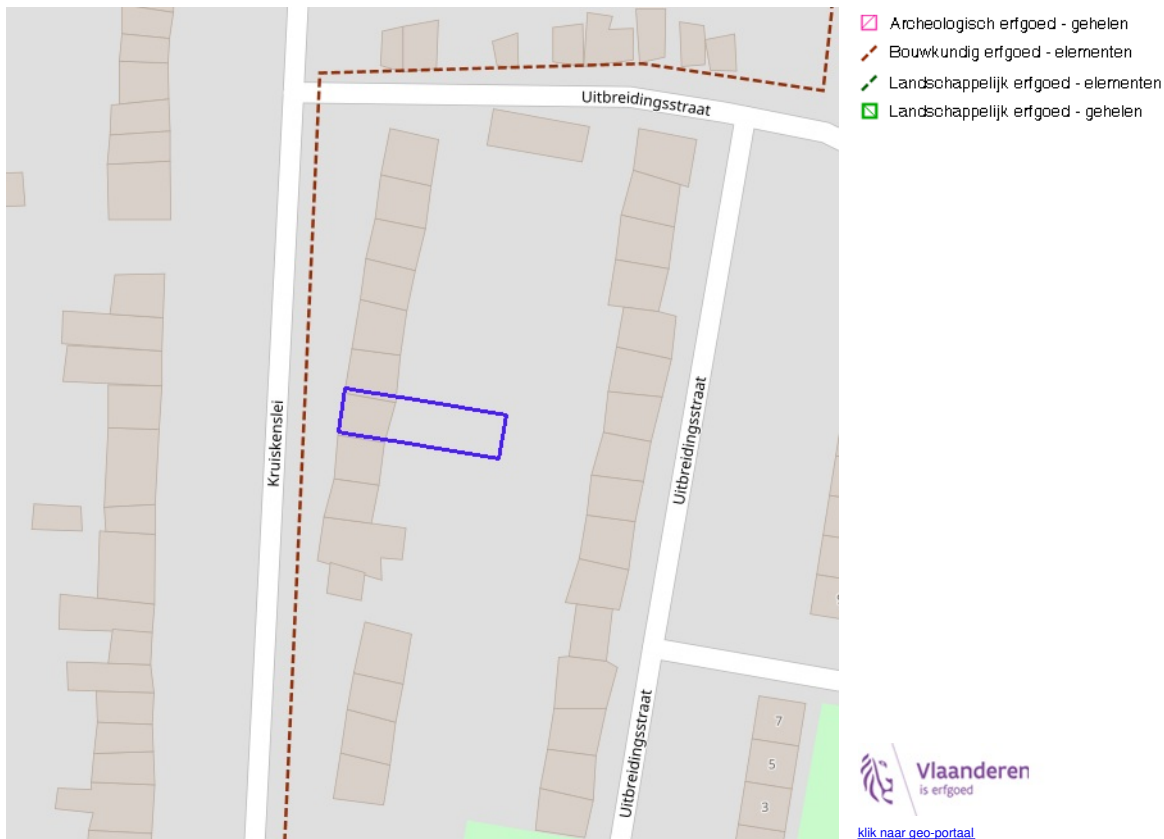 Archeologisch erfgoed - gehelen
Bouwkundig erfgoed - elementen
Landschappelijk erfgoed - elementen
Landschappelijk erfgoed - gehelen
Uitbreidingsstraat
Kruiskenslei
Uitbreidingsstraat
Uitbreidingsstraat
7
5
3
Vlaanderen
is erfgoed
klik naar geo-portaal